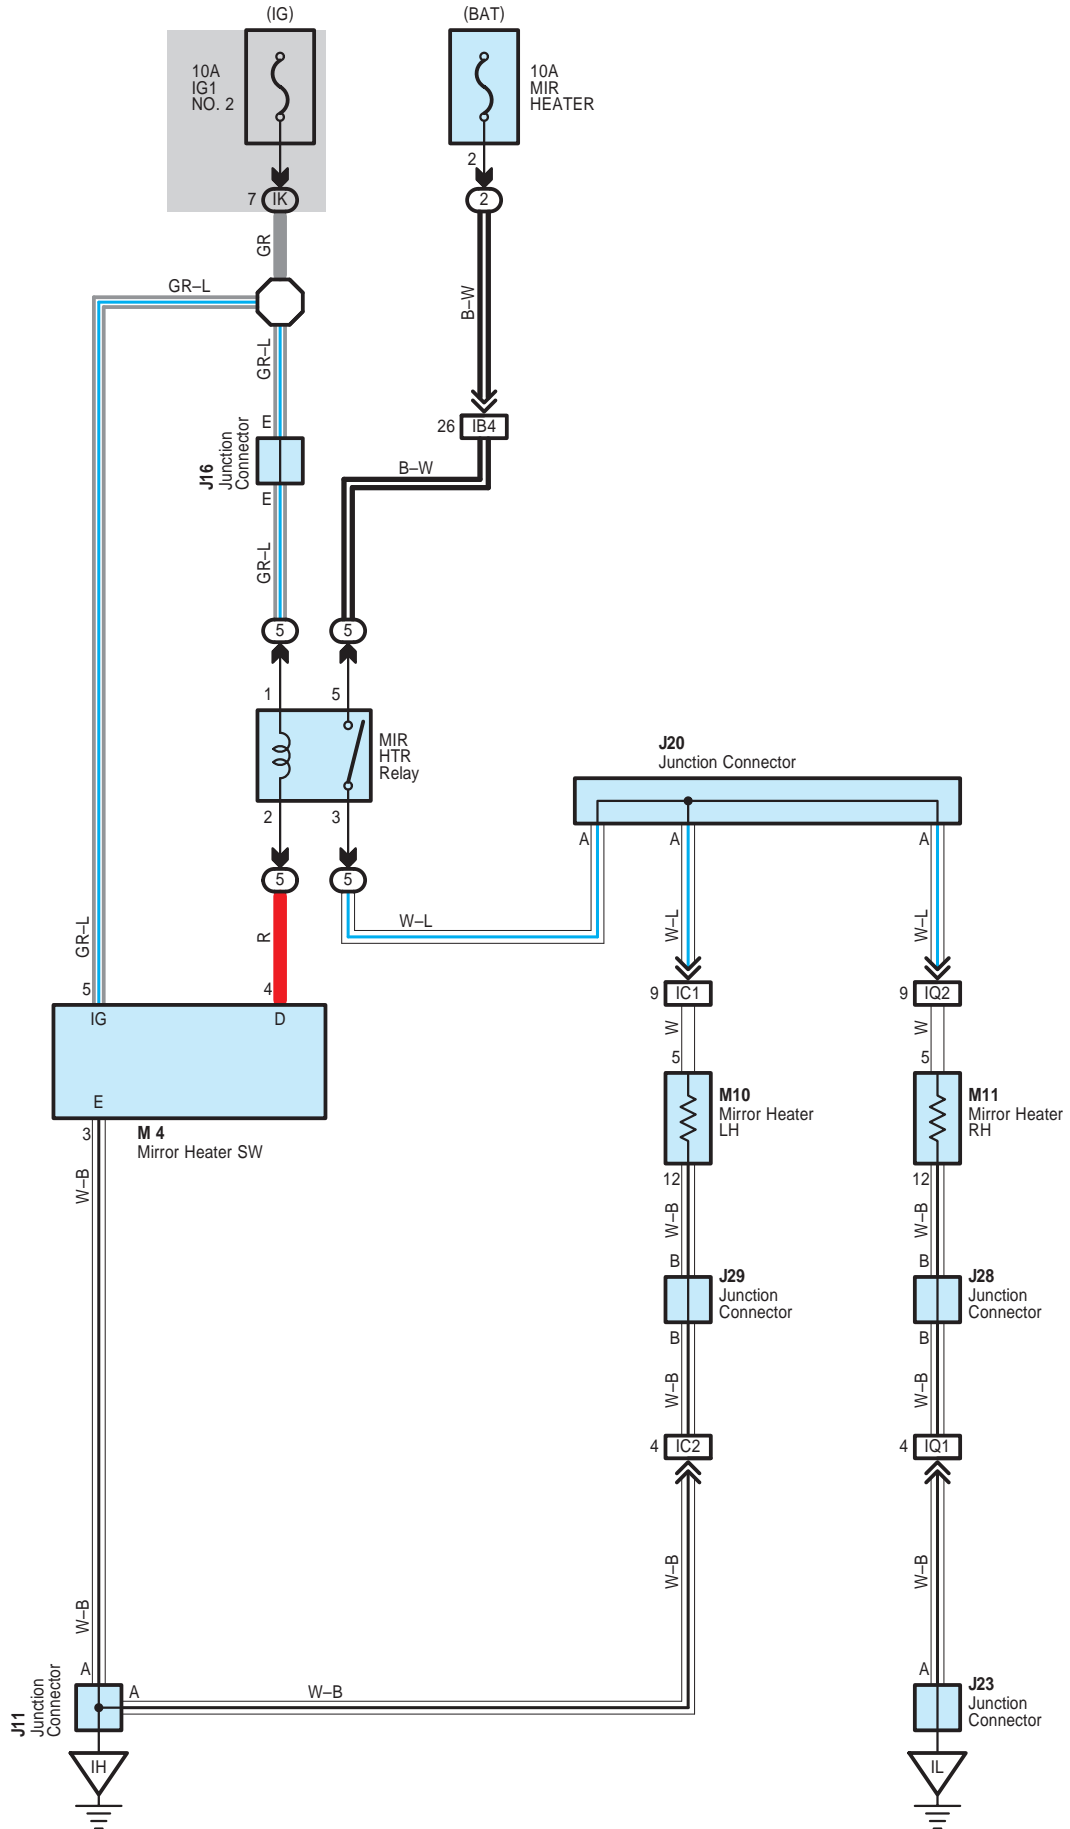 (IG)
(BAT)
10A
IG1
NO. 2
10A
MIR
HEATER
2
7
IK
2
GR
GR–L
B–W
GR–L
E
26
IB4
J16
Junction
Connector
B–W
E
GR–L
5
5
1
5
MIR
HTR
Relay
J20
Junction Connector
2
3
A
A
A
5
5
W–L
R
GR–L
W–L
W–L
5
4
9
IC1
9
IQ2
IG
D
W
W
5
5
M10
Mirror Heater
LH
M11
Mirror Heater
RH
E
3
M 4
Mirror Heater SW
12
12
W–B
W–B
W–B
B
B
J29
Junction
Connector
J28
Junction
Connector
B
B
W–B
W–B
4
IC2
4
IQ1
W–B
W–B
W–B
A
A
A
W–B
J11
Junction
Connector
J23
Junction
Connector
IH
IL